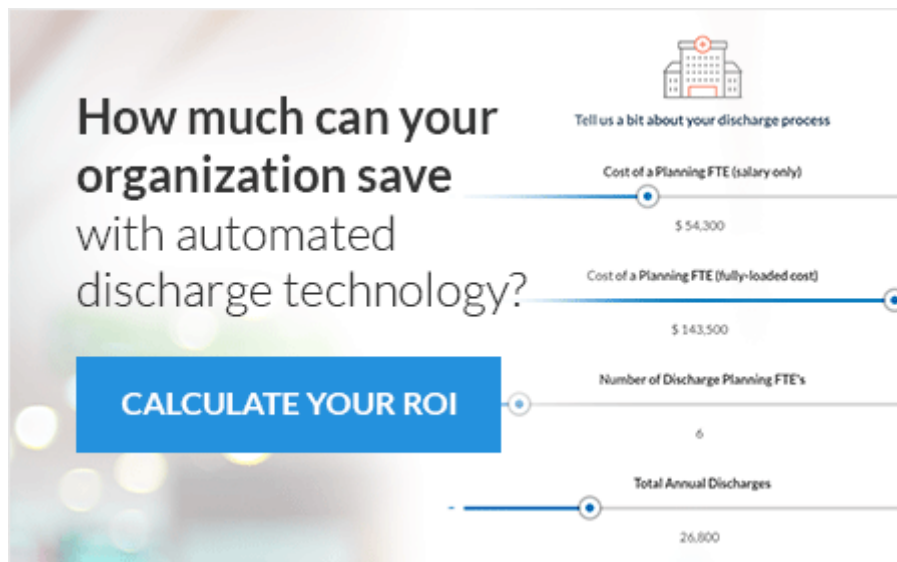 How much can your
organization save
with automated
discharge technology?
CALCULATE YOUR ROI
Tell us a bit about your discharge process
Cost of a Planning FTE (salary only)
$ 54,300
Cost of a Planning FTE (fully-loaded cost)
$ 143,500
Number of Discharge Planning FTE's
6
Total Annual Discharges
26,800